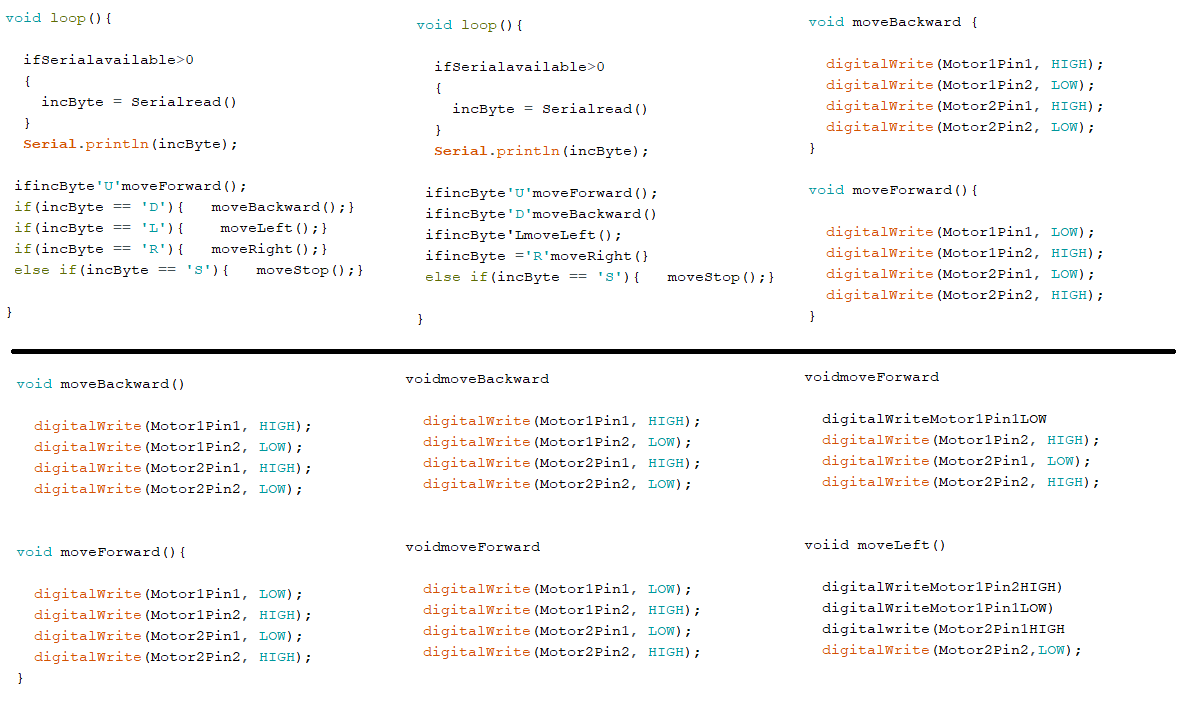 void loop(){
ifSerialavailable>0
{
incByte = Serialread()
}
Serial.println(incByte);
ifincByte'U'moveForward();
if(incByte == 'D'){ moveBackward();}
if(incByte == 'L'){ moveLeft();}
if(incByte == 'R'){ moveRight();}
else if(incByte == 'S'){ moveStop();}
}
void loop(){
ifSerialavailable>0
{
incByte = Serialread()
}
Serial.println(incByte);
ifincByte'U'moveForward();
ifincByte'D'moveBackward()
ifincByte'LmoveLeft();
ifincByte ='R'moveRight(}
else if(incByte == 'S'){ moveStop();}
}
void moveBackward {
digitalWrite(Motor1Pin1, HIGH);
digitalWrite(Motor1Pin2, LOW);
digitalWrite(Motor2Pin1, HIGH);
digitalWrite(Motor2Pin2, LOW);
}
void moveForward(){
digitalWrite(Motor1Pin1, LOW);
digitalWrite(Motor1Pin2, HIGH);
digitalWrite(Motor2Pin1, LOW);
digitalWrite(Motor2Pin2, HIGH);
}
void moveBackward()
digitalWrite(Motor1Pin1, HIGH);
digitalWrite(Motor1Pin2, LOW);
digitalWrite(Motor2Pin1, HIGH);
digitalWrite(Motor2Pin2, LOW);
void moveForward(){
digitalWrite(Motor1Pin1, LOW);
digitalWrite(Motor1Pin2, HIGH);
digitalWrite(Motor2Pin1, LOW);
digitalWrite(Motor2Pin2, HIGH);
}
voidmoveBackward
digitalWrite(Motor1Pin1, HIGH);
digitalWrite(Motor1Pin2, LOW);
digitalWrite(Motor2Pin1, HIGH);
digitalWrite(Motor2Pin2, LOW);
voidmoveForward
digitalWrite(Motor1Pin1, LOW);
digitalWrite(Motor1Pin2, HIGH);
digitalWrite(Motor2Pin1, LOW);
digitalWrite(Motor2Pin2, HIGH);
voidmoveForward
digitalWriteMotor1Pin1LOW
digitalWrite(Motor1Pin2, HIGH);
digitalWrite(Motor2Pin1, LOW);
digitalWrite(Motor2Pin2, HIGH);
voiid moveLeft()
digitalWriteMotor1Pin2HIGH)
digitalWriteMotor1Pin1LOW)
digitalwrite(Motor2Pin1HIGH
digitalWrite(Motor2Pin2,LOW);